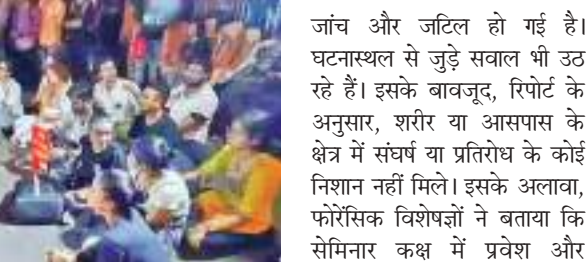 जांच और जटिल हो गई है।
घटनास्थल से जुड़े सवाल भी उठ
रहे हैं। इसके बावजूद, रिपोर्ट के
अनुसार, शरीर या आसपास के
क्षेत्र में संघर्ष या प्रतिरोध के कोई
निशान नहीं मिले। इसके अलावा,
फोरेंसिक विशेषज्ञों ने बताया कि
सेमिनार कक्ष में प्रवेश और